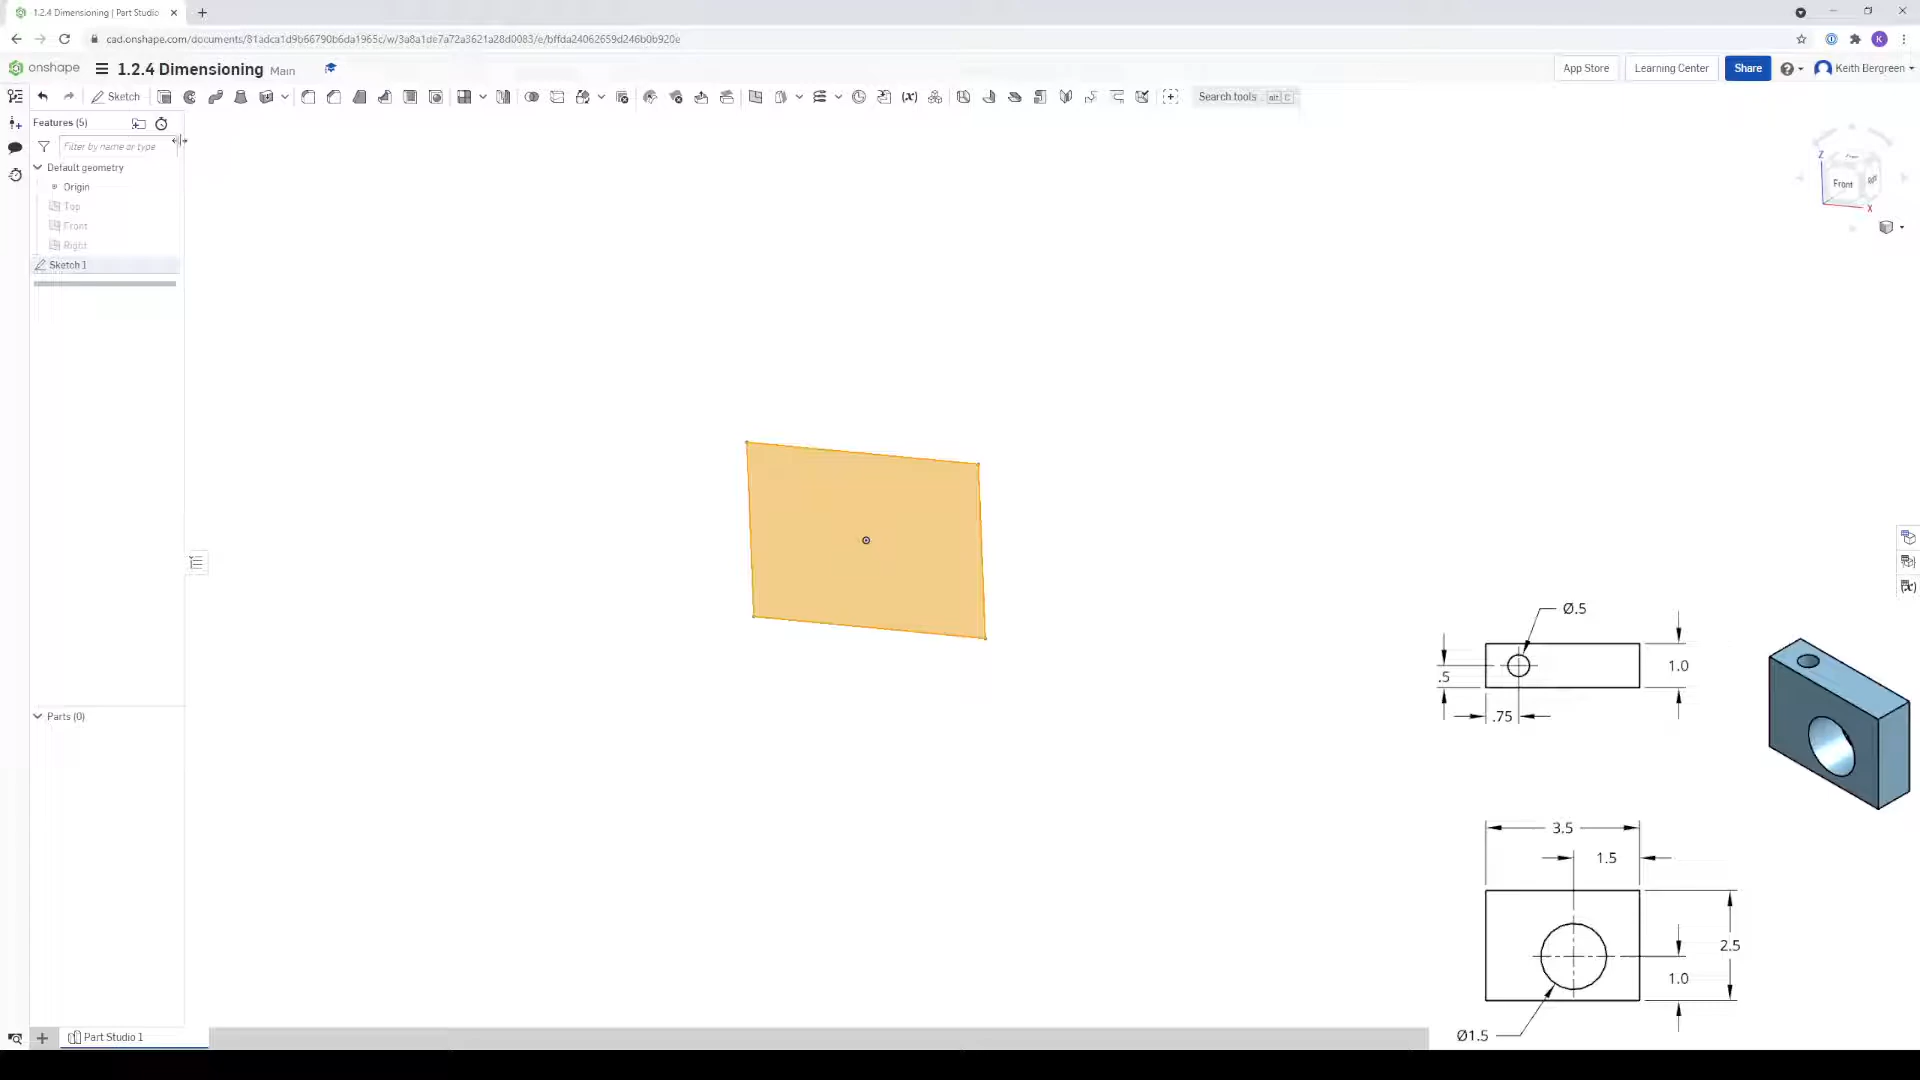 1.2.4 Dimensioning | Part Studio
cad.onshape.com/documents/81adca1d9b66790b6da1965c/w/3a8a1de7a72a3621a28d0083/e/bffda24062659d246b0b920e
K
onshape
1.2.4 Dimensioning Main
App Store
Learning Center
Share
Keith Bergreen
Sketch
Search tools alt C
Features (5)
Filter by name or type
Default geometry
Origin
Top
Front
Right
Sketch 1
Parts (0)
Z
Front
X
Ø.5
1.0
.5
.75
3.5
1.5
2.5
1.0
Ø1.5
Part Studio 1